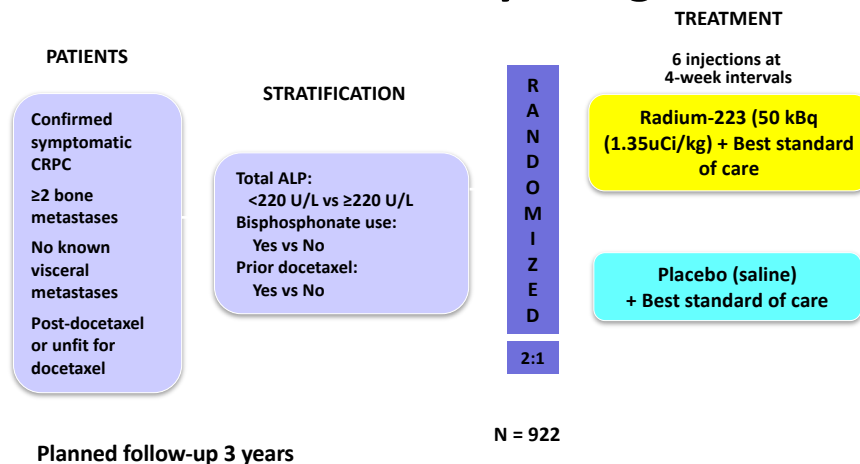 TREATMENT
PATIENTS
6 injections at
4-week intervals
STRATIFICATION
Confirmed
symptomatic
CRPC
≥2 bone
metastases
No known
visceral
metastases
Post-docetaxel
or unfit for
docetaxel
Total ALP:
<220 U/L vs ≥220 U/L
Bisphosphonate use:
Yes vs No
Prior docetaxel:
Yes vs No
R
A
N
D
O
M
I
Z
E
D
2:1
Radium-223 (50 kBq
(1.35uCi/kg) + Best standard
of care
Placebo (saline)
+ Best standard of care
N = 922
Planned follow-up 3 years